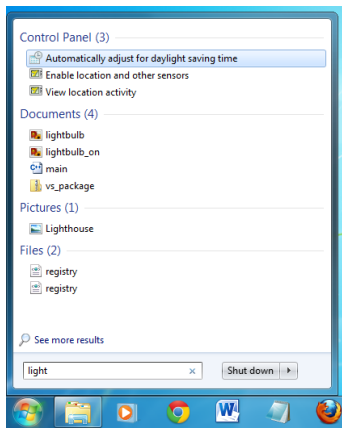 Control Panel (3)
Automatically adjust for daylight saving time
Enable location and other sensors
View location activity
Documents (4)
lightbulb
lightbulb_on
main
vs_package
Pictures (1)
Lighthouse
Files (2)
registry
registry
See more results
light × Shut down